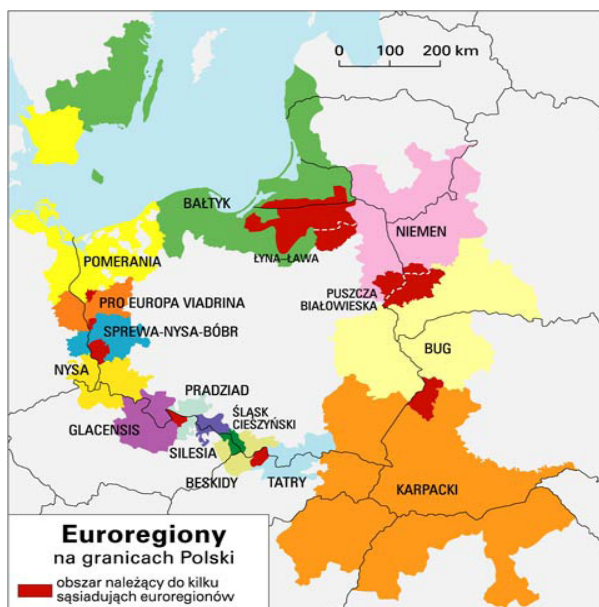 0 100 200 km
BAŁTYK
ŁYNA–ŁAWA
NIEMEN
POMERANIA
PRO EUROPA VIADRINA
PUSZCZA
BIAŁOWIESKA
SPREWA-NYSA-BÓBR
BUG
NYSA
PRADZIAD
GLACENSIS
ŚLĄSK
CIESZYŃSKI
SILESIA
BESKIDY
TATRY
KARPACKI
Euroregiony
na granicach Polski
obszar należący do kilku
sąsiadująch euroregionów